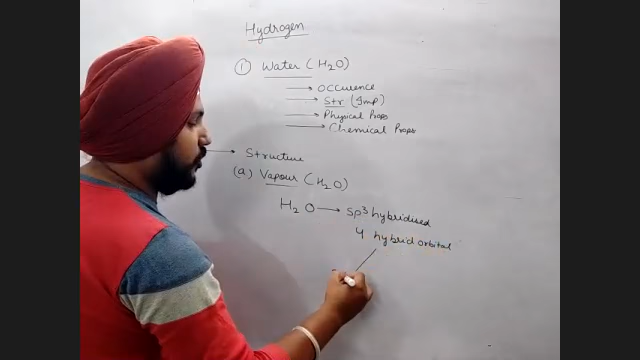 Hydrogen
① Water (H₂O)
→ Occurence
→ Str. (Imp)
→ Physical Props
→ Chemical Props
→ Structure
(a) Vapour (H₂O)
H₂O → sp³ hybridised
4 hybrid orbital